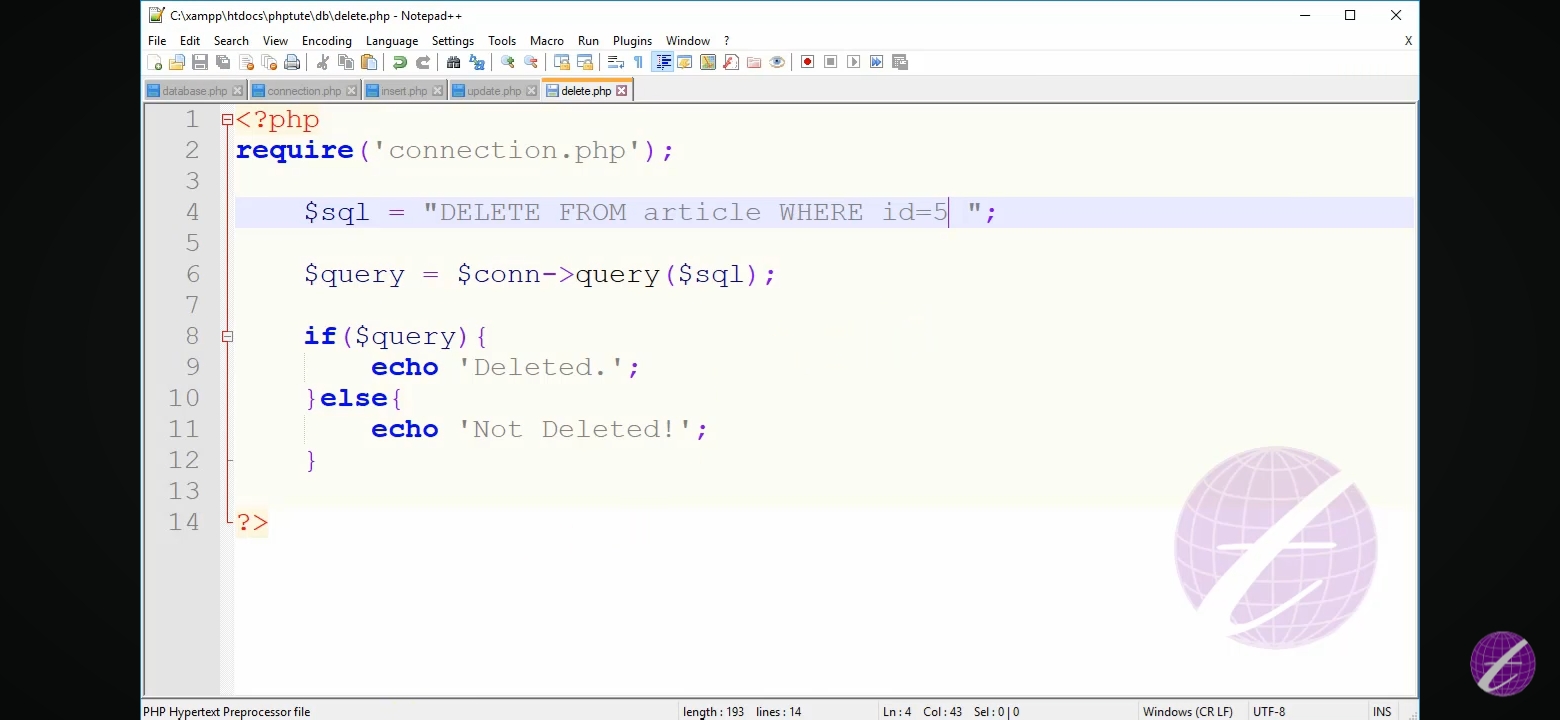 C:\xampp\htdocs\phptute\db\delete.php - Notepad++
File Edit Search View Encoding Language Settings Tools Macro Run Plugins Window ? X
database.php connection.php insert.php update.php delete.php
1 <?php
2 require('connection.php');
3
4 $sql = "DELETE FROM article WHERE id=5 ";
5
6 $query = $conn->query($sql);
7
8 if($query){
9 echo 'Deleted.';
10 }else{
11 echo 'Not Deleted!';
12 }
13
14 ?>
PHP Hypertext Preprocessor file length : 193 lines : 14 Ln : 4 Col : 43 Sel : 0 | 0 Windows (CR LF) UTF-8 INS